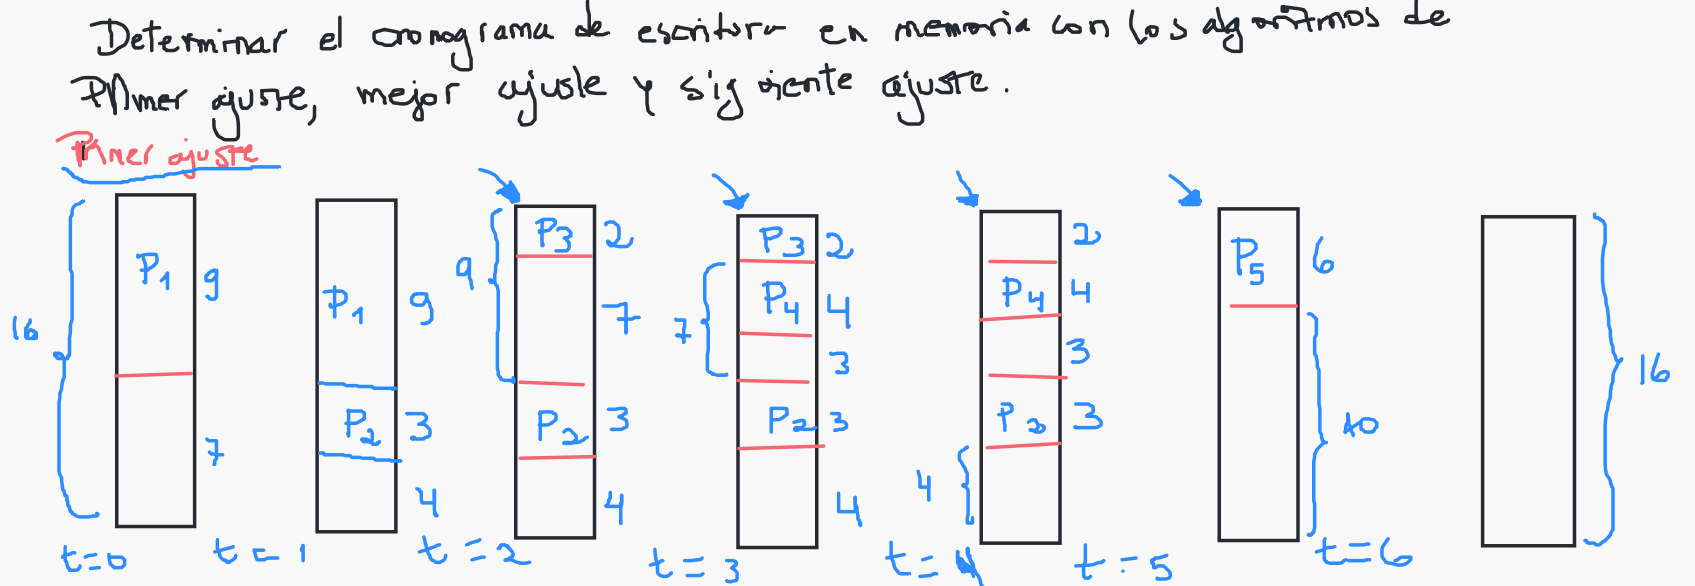 Determinar el cronograma de escritura en memoria con los algoritmos de
Primer ajuste, mejor ajuste y siguiente ajuste.
Primer ajuste
16 P1 9 7
P1 9 P2 3 4
9 P3 2 7 P2 3 4
7 P3 2 P4 4 3 P2 3 4
4 2 P4 4 3 P2 3
P5 6 10
16
t=0 t=1 t=2 t=3 t=4 t=5 t=6